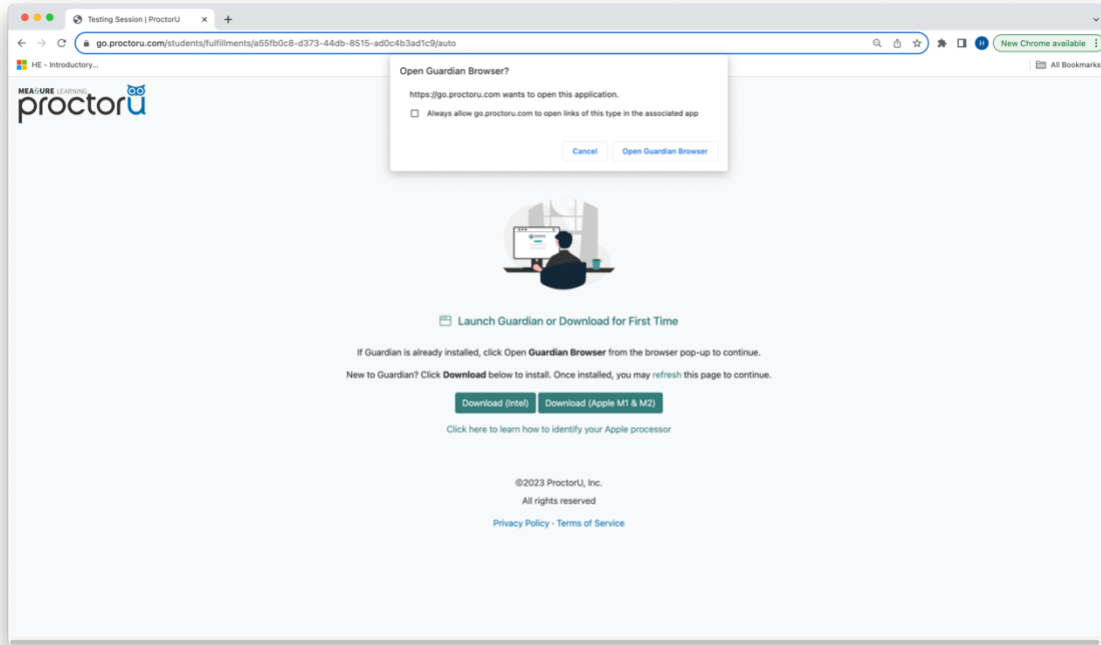 Testing Session | ProctorU
go.proctoru.com/students/fulfillments/a55fb0c8-d373-44db-8515-ad0c4b3ad1c9/auto
H
New Chrome available
HE - Introductory...
All Bookmarks
Open Guardian Browser?
https://go.proctoru.com wants to open this application.
Always allow go.proctoru.com to open links of this type in the associated app
Cancel
Open Guardian Browser
MEASURE LEARNING
proctoru
Launch Guardian or Download for First Time
If Guardian is already installed, click Open Guardian Browser from the browser pop-up to continue.
New to Guardian? Click Download below to install. Once installed, you may refresh this page to continue.
Download (Intel)
Download (Apple M1 & M2)
Click here to learn how to identify your Apple processor
©2023 ProctorU, Inc.
All rights reserved
Privacy Policy · Terms of Service